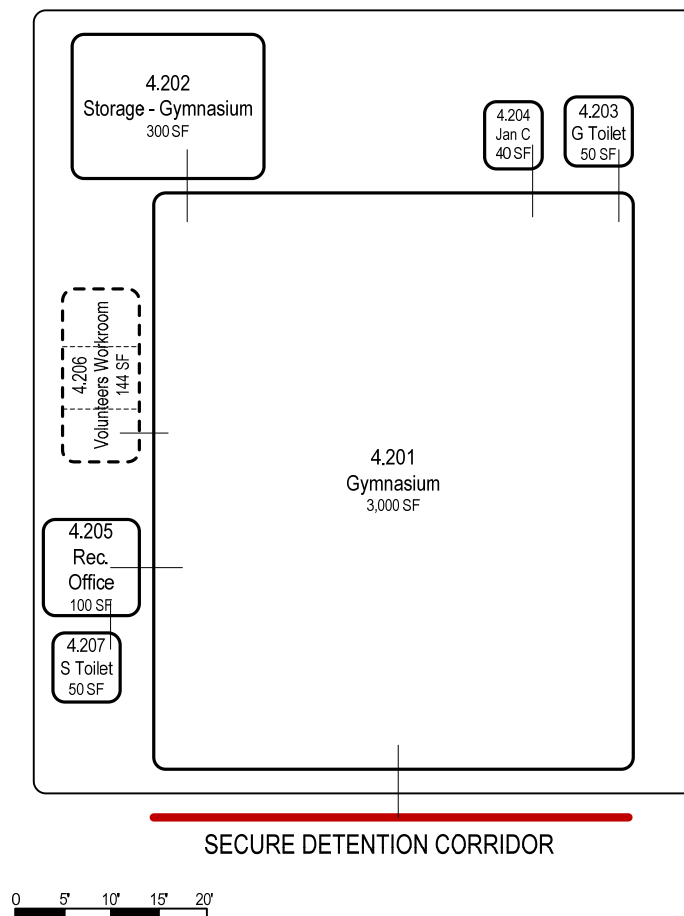 4.202
Storage - Gymnasium
300 SF
4.204
Jan C
40 SF
4.203
G Toilet
50 SF
4.206
Volunteers Workroom
144 SF
4.201
Gymnasium
3,000 SF
4.205
Rec.
Office
100 SF
4.207
S Toilet
50 SF
SECURE DETENTION CORRIDOR
0 5' 10' 15' 20'